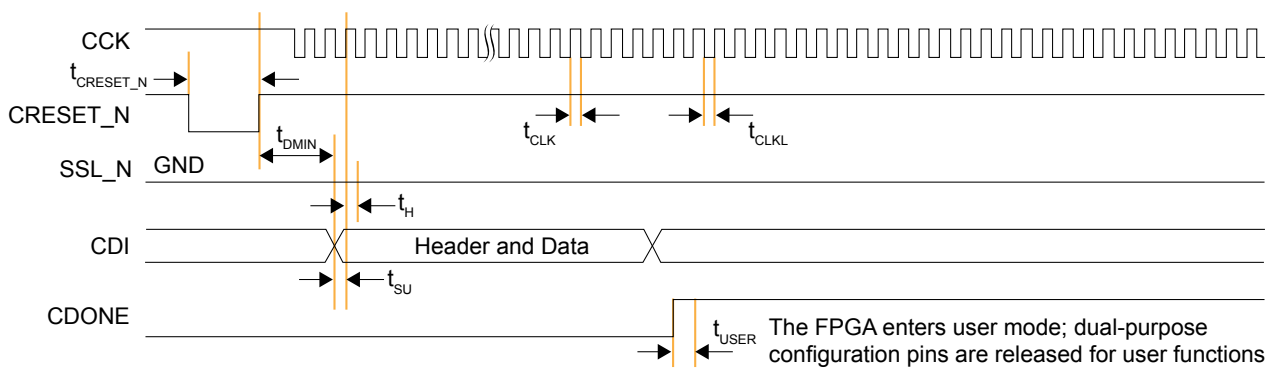 CCK
tCRESET_N
CRESET_N
tCLK
tCLKL
tDMIN
SSL_N
GND
tH
CDI
Header and Data
tSU
CDONE
tUSER
The FPGA enters user mode; dual-purpose
configuration pins are released for user functions